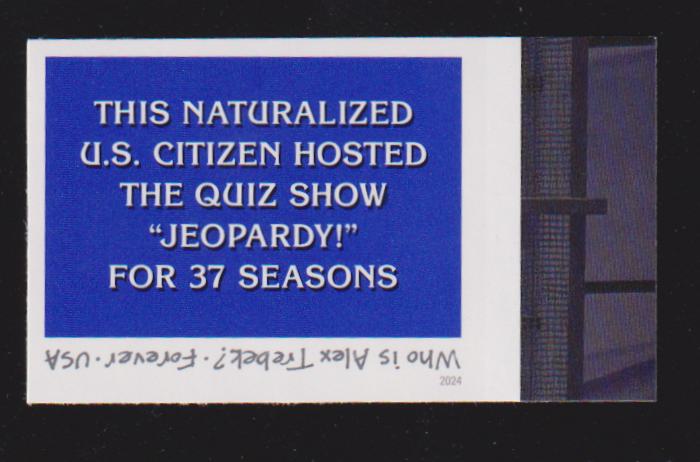 THIS NATURALIZED
U.S. CITIZEN HOSTED
THE QUIZ SHOW
“JEOPARDY!”
FOR 37 SEASONS
Who is Alex Trebek? · Forever · USA
2024